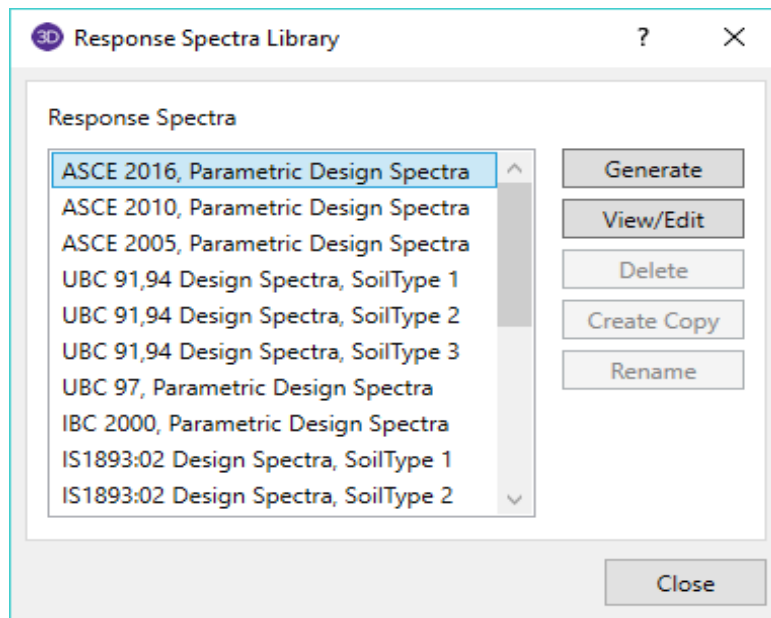 3D Response Spectra Library ?
Response Spectra
ASCE 2016, Parametric Design Spectra
ASCE 2010, Parametric Design Spectra
ASCE 2005, Parametric Design Spectra
UBC 91,94 Design Spectra, SoilType 1
UBC 91,94 Design Spectra, SoilType 2
UBC 91,94 Design Spectra, SoilType 3
UBC 97, Parametric Design Spectra
IBC 2000, Parametric Design Spectra
IS1893:02 Design Spectra, SoilType 1
IS1893:02 Design Spectra, SoilType 2
Generate
View/Edit
Delete
Create Copy
Rename
Close